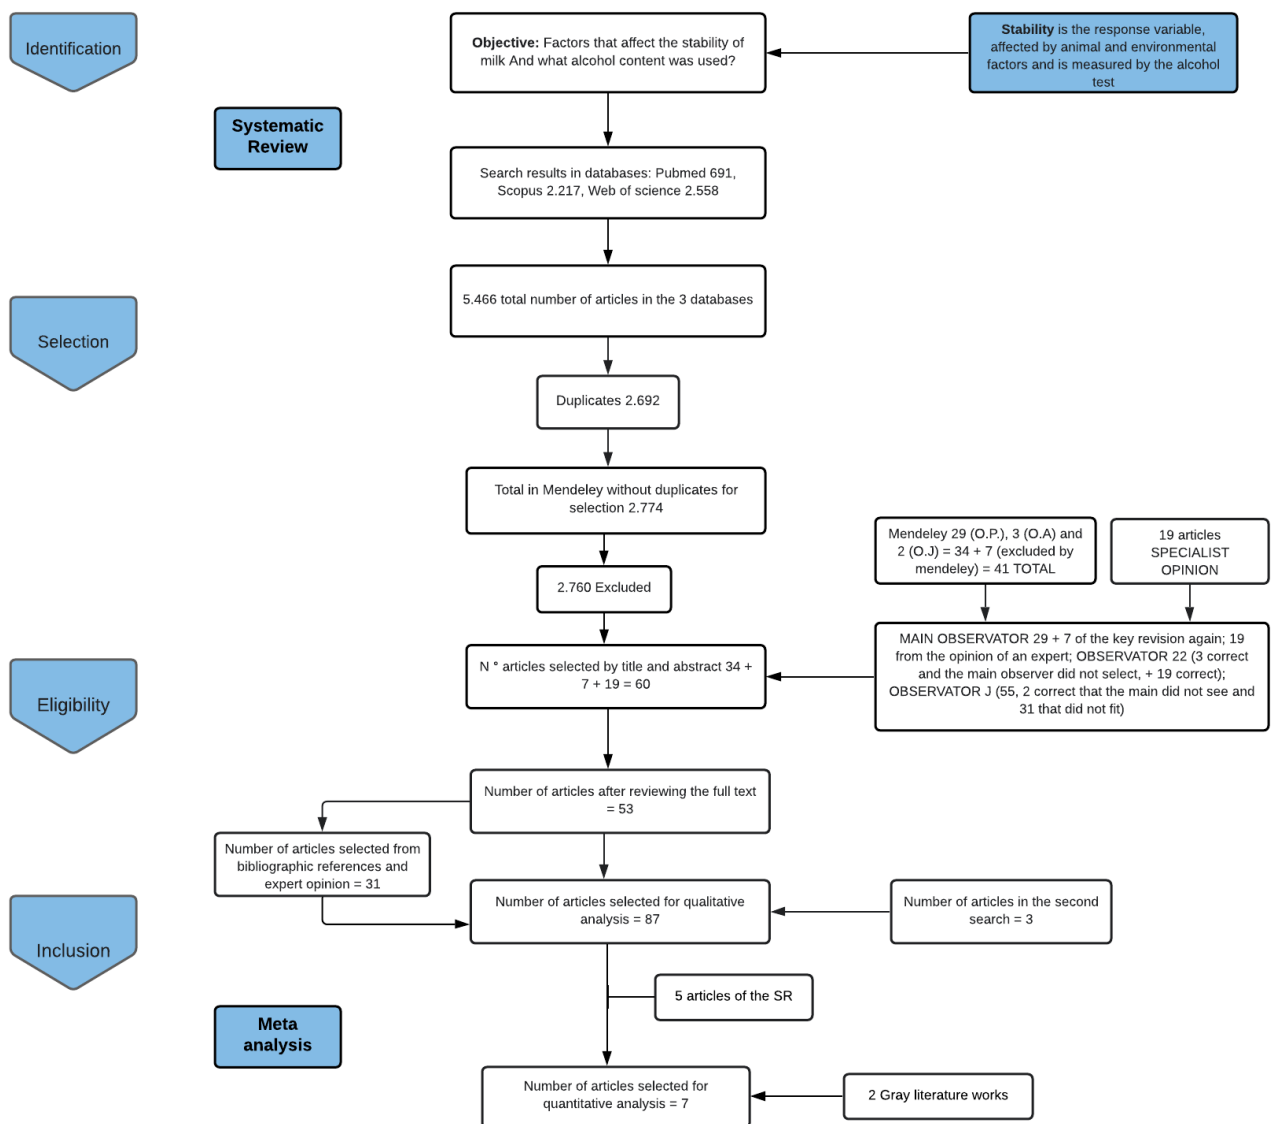 Identification
Objective: Factors that affect the stability of
milk And what alcohol content was used?
Stability is the response variable,
affected by animal and environmental
factors and is measured by the alcohol
test
Systematic
Review
Search results in databases: Pubmed 691,
Scopus 2.217, Web of science 2.558
5.466 total number of articles in the 3 databases
Selection
Duplicates 2.692
Total in Mendeley without duplicates for
selection 2.774
Mendeley 29 (O.P.), 3 (O.A) and
2 (O.J) = 34 + 7 (excluded by
mendeley) = 41 TOTAL
19 articles
SPECIALIST
OPINION
2.760 Excluded
MAIN OBSERVATOR 29 + 7 of the key revision again; 19
from the opinion of an expert; OBSERVATOR 22 (3 correct
and the main observer did not select, + 19 correct);
OBSERVATOR J (55, 2 correct that the main did not see and
31 that did not fit)
N ° articles selected by title and abstract 34 +
7 + 19 = 60
Eligibility
Number of articles after reviewing the full text
= 53
Number of articles selected from
bibliographic references and
expert opinion = 31
Number of articles selected for qualitative
analysis = 87
Number of articles in the second
search = 3
Inclusion
5 articles of the SR
Meta
analysis
Number of articles selected for
quantitative analysis = 7
2 Gray literature works